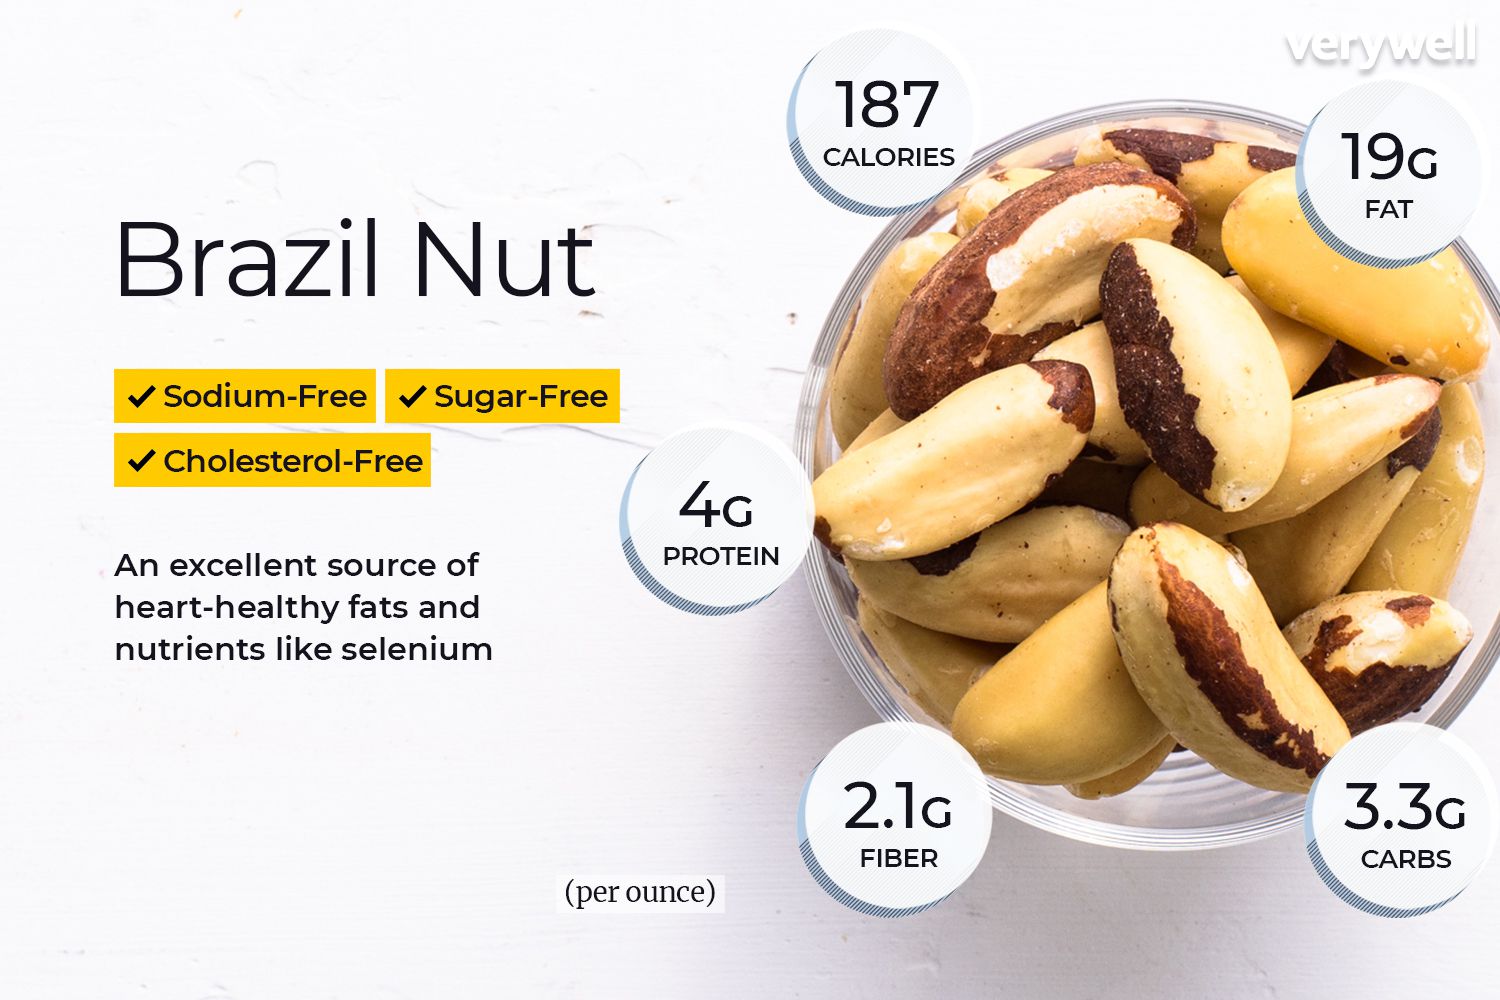 verywell
187
CALORIES
19G
FAT
Brazil Nut
✓ Sodium-Free ✓ Sugar-Free
✓ Cholesterol-Free
4G
PROTEIN
An excellent source of
heart-healthy fats and
nutrients like selenium
2.1G
FIBER
3.3G
CARBS
(per ounce)